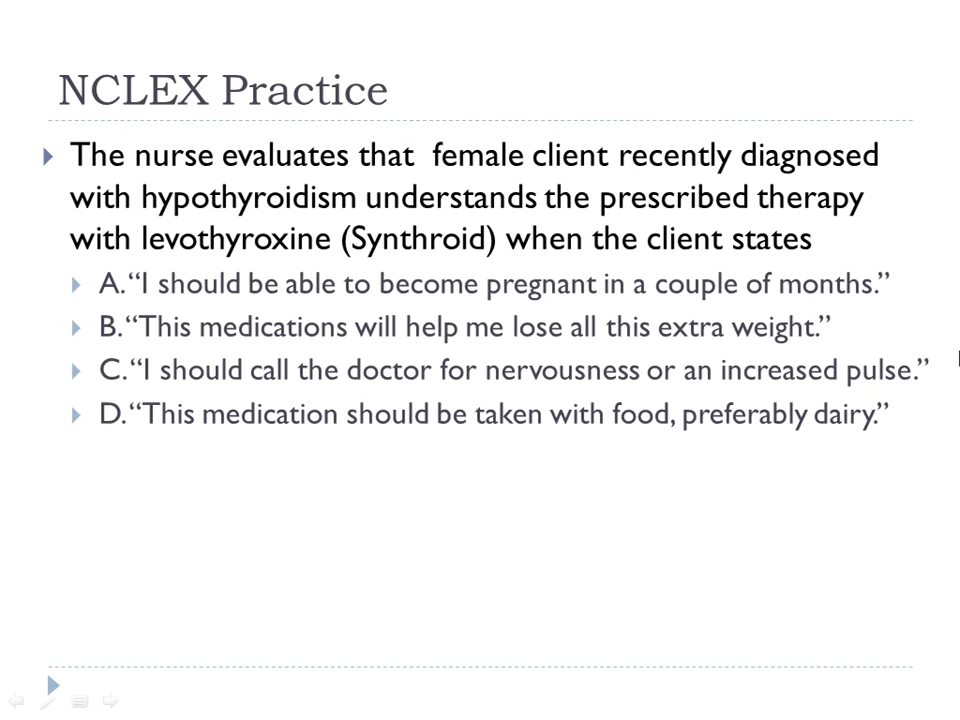 NCLEX Practice
The nurse evaluates that  female client recently diagnosed
with hypothyroidism understands the prescribed therapy
with levothyroxine (Synthroid) when the client states
A. “I should be able to become pregnant in a couple of months.”
B. “This medications will help me lose all this extra weight.”
C. “I should call the doctor for nervousness or an increased pulse.”
D. “This medication should be taken with food, preferably dairy.”